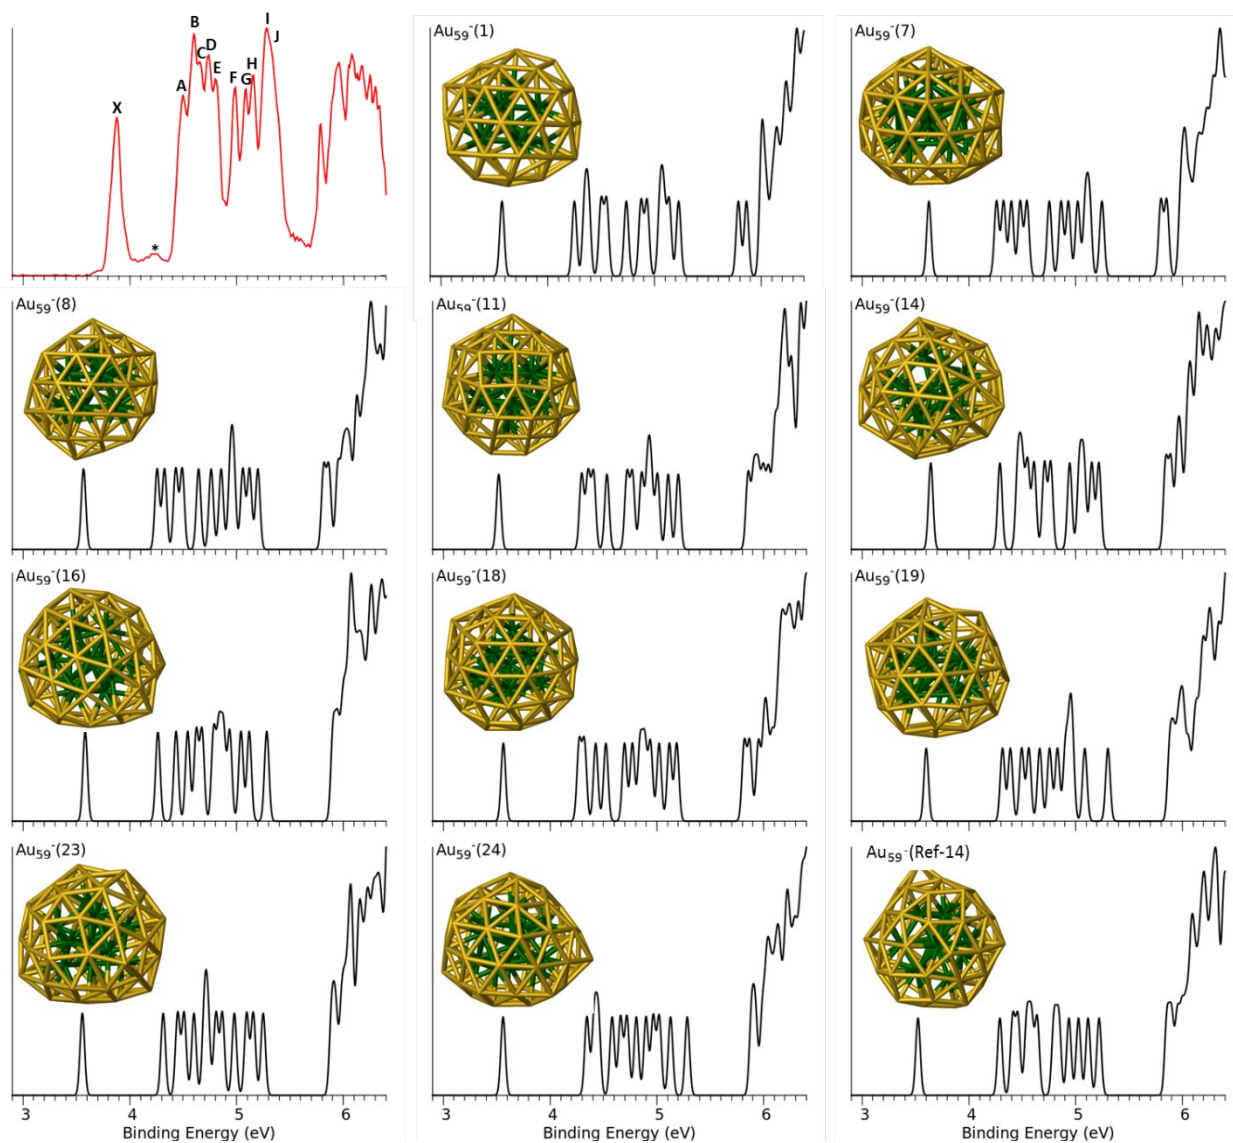 X A B C D E F G H I J *
Au59-(1)
Au59-(7)
Au59-(8)
Au59-(11)
Au59-(14)
Au59-(16)
Au59-(18)
Au59-(19)
Au59-(23)
Au59-(24)
Au59-(Ref-14)
3 4 5 6
3 4 5 6
3 4 5 6
Binding Energy (eV)
Binding Energy (eV)
Binding Energy (eV)